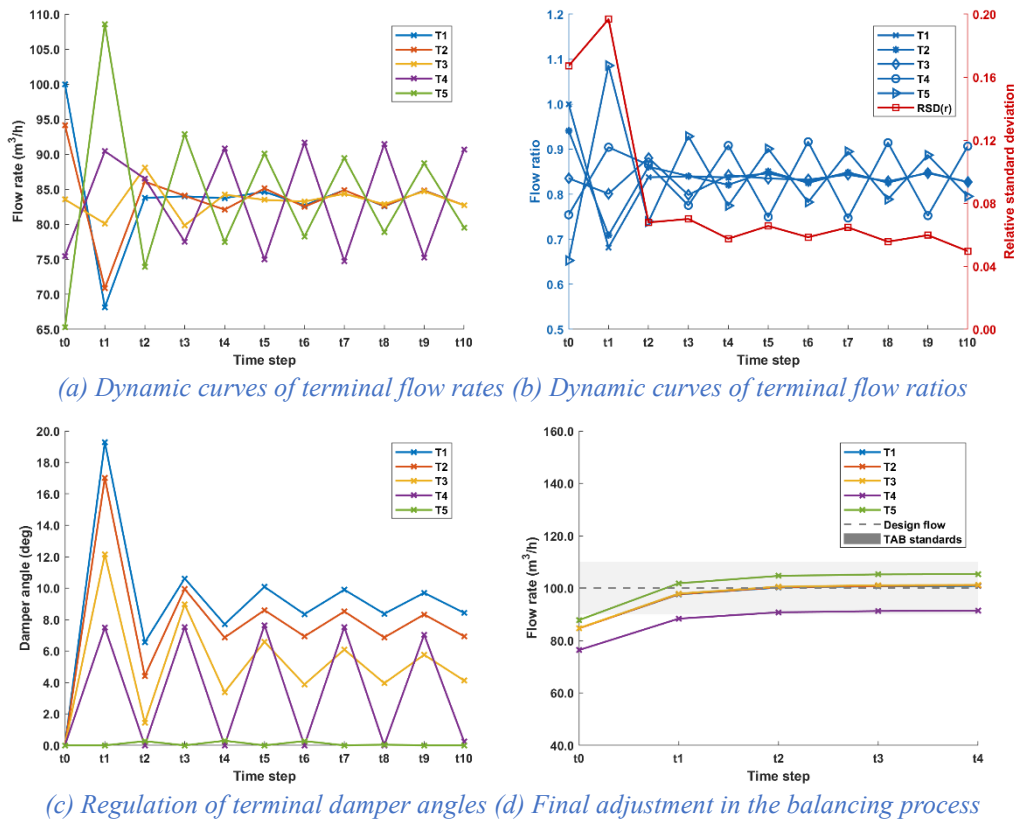 110.0
105.0
100.0
95.0
90.0
85.0
80.0
75.0
70.0
65.0
Flow rate (m³/h)
t0 t1 t2 t3 t4 t5 t6 t7 t8 t9 t10
Time step
T1
T2
T3
T4
T5
1.2
1.1
1.0
0.9
0.8
0.7
0.6
0.5
Flow ratio
t0 t1 t2 t3 t4 t5 t6 t7 t8 t9 t10
Time step
T1
T2
T3
T4
T5
RSD(r)
0.20
0.16
0.12
0.08
0.04
0.00
Relative standard deviation
(a) Dynamic curves of terminal flow rates (b) Dynamic curves of terminal flow ratios
20.0
18.0
16.0
14.0
12.0
10.0
8.0
6.0
4.0
2.0
0.0
Damper angle (deg)
t0 t1 t2 t3 t4 t5 t6 t7 t8 t9 t10
Time step
T1
T2
T3
T4
T5
160.0
140.0
120.0
100.0
80.0
60.0
40.0
Flow rate (m³/h)
t0 t1 t2 t3 t4
Time step
T1
T2
T3
T4
T5
Design flow
TAB standards
(c) Regulation of terminal damper angles (d) Final adjustment in the balancing process